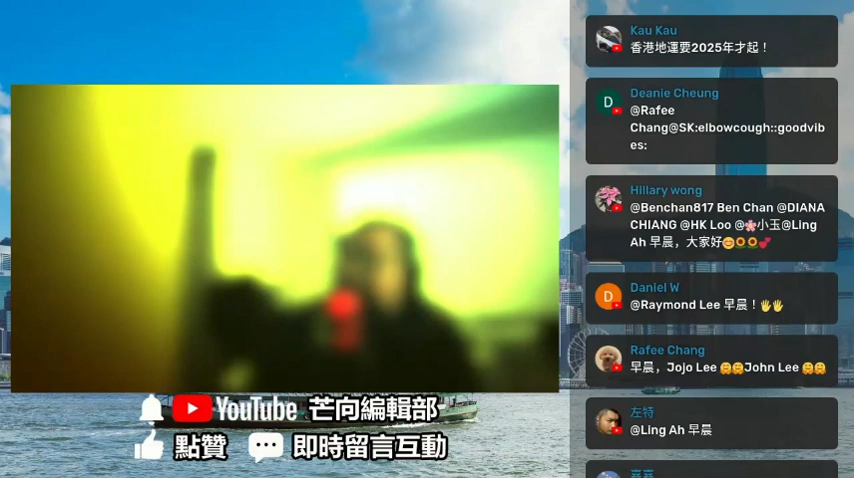 YouTube 芒向編輯部
點贊 即時留言互動
Kau Kau
香港地運要2025年才起！
D
Deanie Cheung
@Rafee
Chang@SK:elbowcough::goodvib
es:
Hillary wong
@Benchan817 Ben Chan @DIANA
CHIANG @HK Loo @🌸小玉@Ling
Ah 早晨，大家好😊🌻🌻💕
D
Daniel W
@Raymond Lee 早晨！👋👋
Rafee Chang
早晨，Jojo Lee 🤗🤗John Lee 🤗🤗
左特
@Ling Ah 早晨